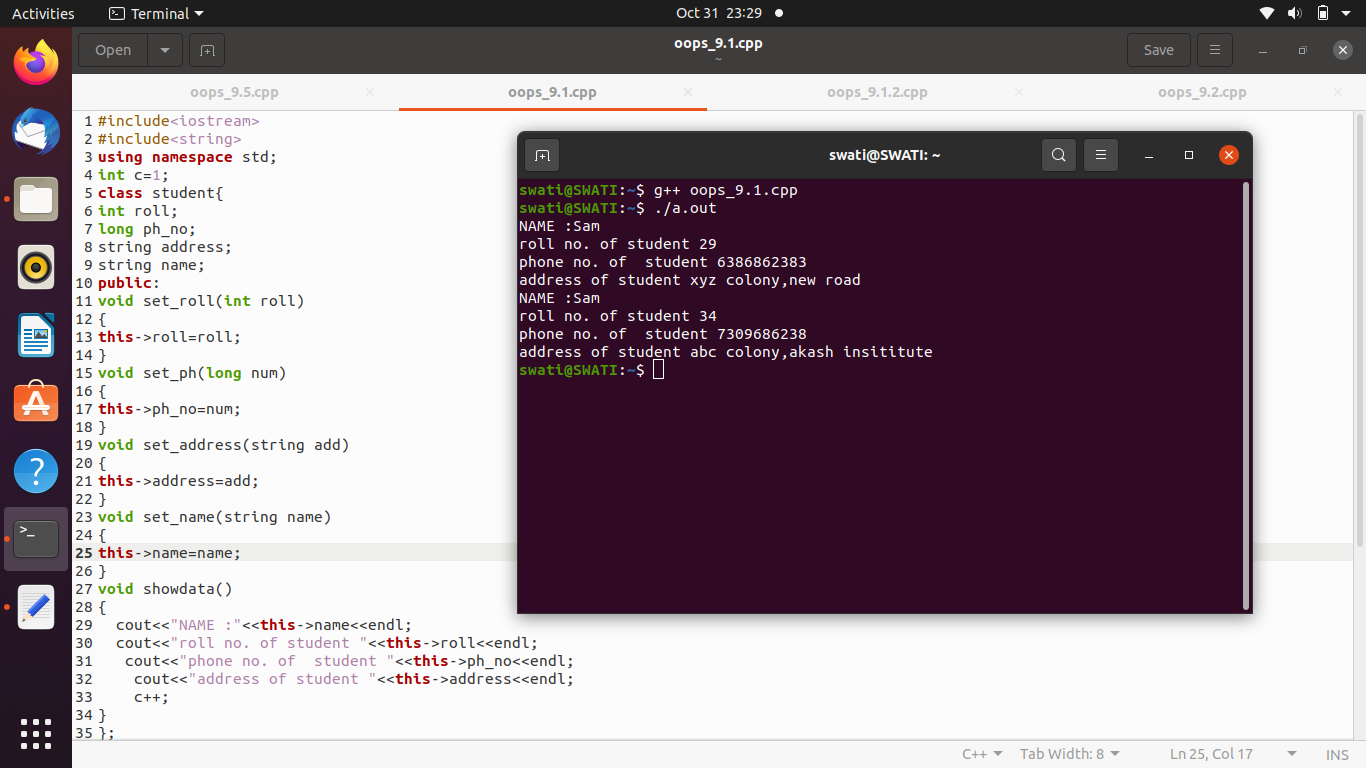 Activities
Terminal
Oct 31 23:29
Open
oops_9.1.cpp
~
Save
oops_9.5.cpp
oops_9.1.cpp
oops_9.1.2.cpp
oops_9.2.cpp
1 #include<iostream>
2 #include<string>
3 using namespace std;
4 int c=1;
5 class student{
6 int roll;
7 long ph_no;
8 string address;
9 string name;
10 public:
11 void set_roll(int roll)
12 {
13 this->roll=roll;
14 }
15 void set_ph(long num)
16 {
17 this->ph_no=num;
18 }
19 void set_address(string add)
20 {
21 this->address=add;
22 }
23 void set_name(string name)
24 {
25 this->name=name;
26 }
27 void showdata()
28 {
29   cout<<"NAME :"<<this->name<<endl;
30   cout<<"roll no. of student "<<this->roll<<endl;
31    cout<<"phone no. of  student "<<this->ph_no<<endl;
32     cout<<"address of student "<<this->address<<endl;
33     c++;
34 }
35 };
swati@SWATI: ~
swati@SWATI:~$ g++ oops_9.1.cpp
swati@SWATI:~$ ./a.out
NAME :Sam
roll no. of student 29
phone no. of  student 6386862383
address of student xyz colony,new road
NAME :Sam
roll no. of student 34
phone no. of  student 7309686238
address of student abc colony,akash insititute
swati@SWATI:~$
C++
Tab Width: 8
Ln 25, Col 17
INS